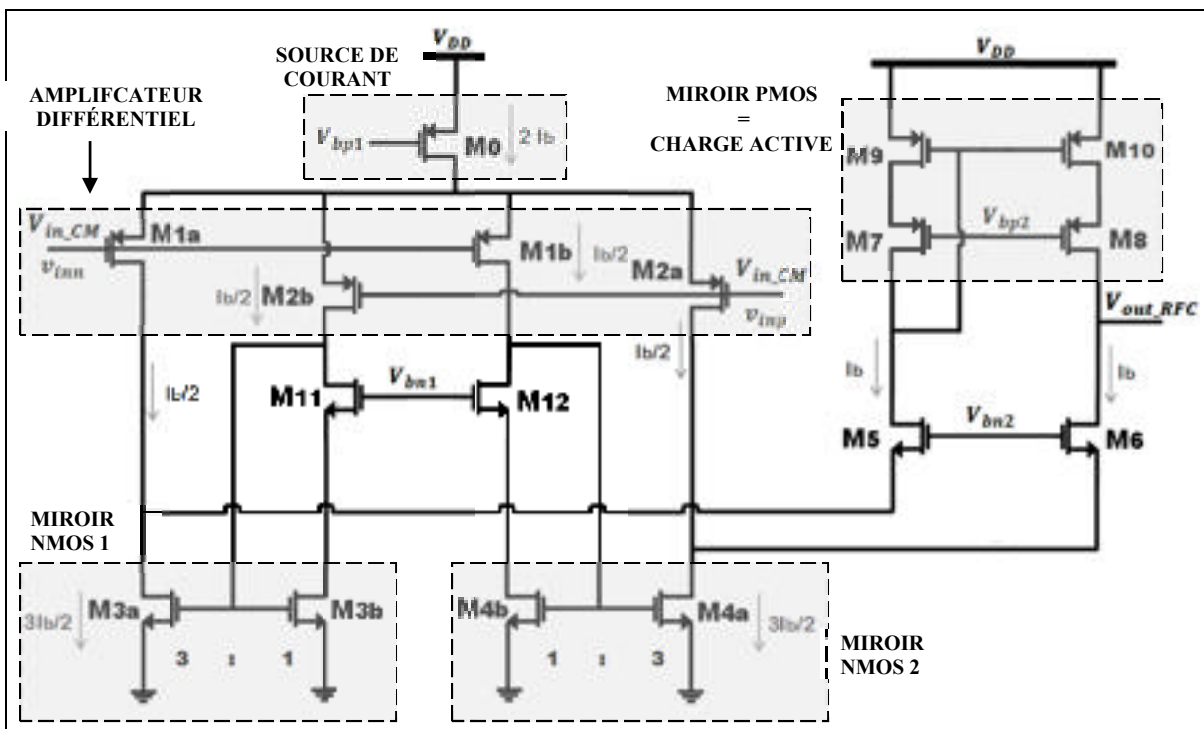 SOURCE DE
COURANT
V_DD
AMPLIFCATEUR
DIFFÉRENTIEL
V_bp1
M0
2 Ib
MIROIR PMOS
=
CHARGE ACTIVE
V_DD
M9
M10
V_bp2
M7
M8
V_in_CM
v_inn
M1a
M1b
Ib/2
M2a
V_in_CM
v_inp
Ib/2
M2b
Ib/2
Ib/2
V_out_RFC
Ib
Ib
M11
V_bn1
M12
M5
V_bn2
M6
MIROIR
NMOS 1
M3a
M3b
3Ib/2
3 : 1
M4b
M4a
3Ib/2
1 : 3
MIROIR
NMOS 2